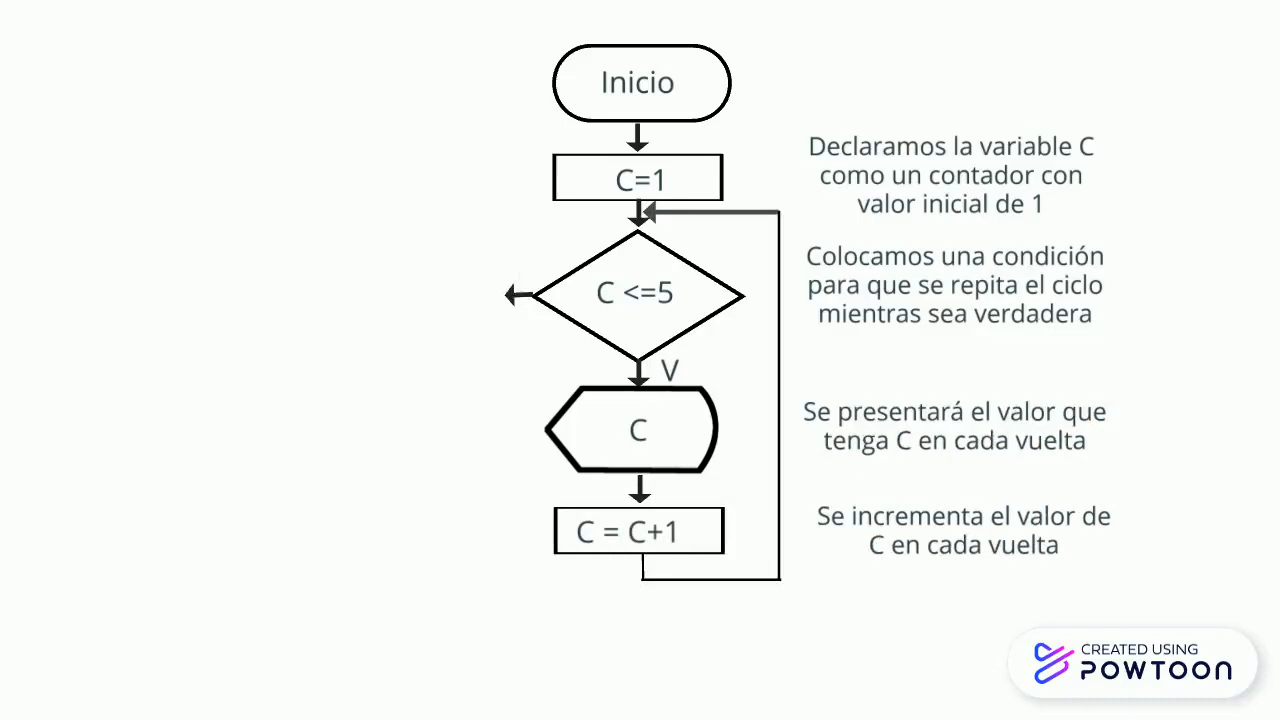 Inicio
C=1
Declaramos la variable C
como un contador con
valor inicial de 1
C <=5
Colocamos una condición
para que se repita el ciclo
mientras sea verdadera
V
C
Se presentará el valor que
tenga C en cada vuelta
C = C+1
Se incrementa el valor de
C en cada vuelta
CREATED USING
POWTOON